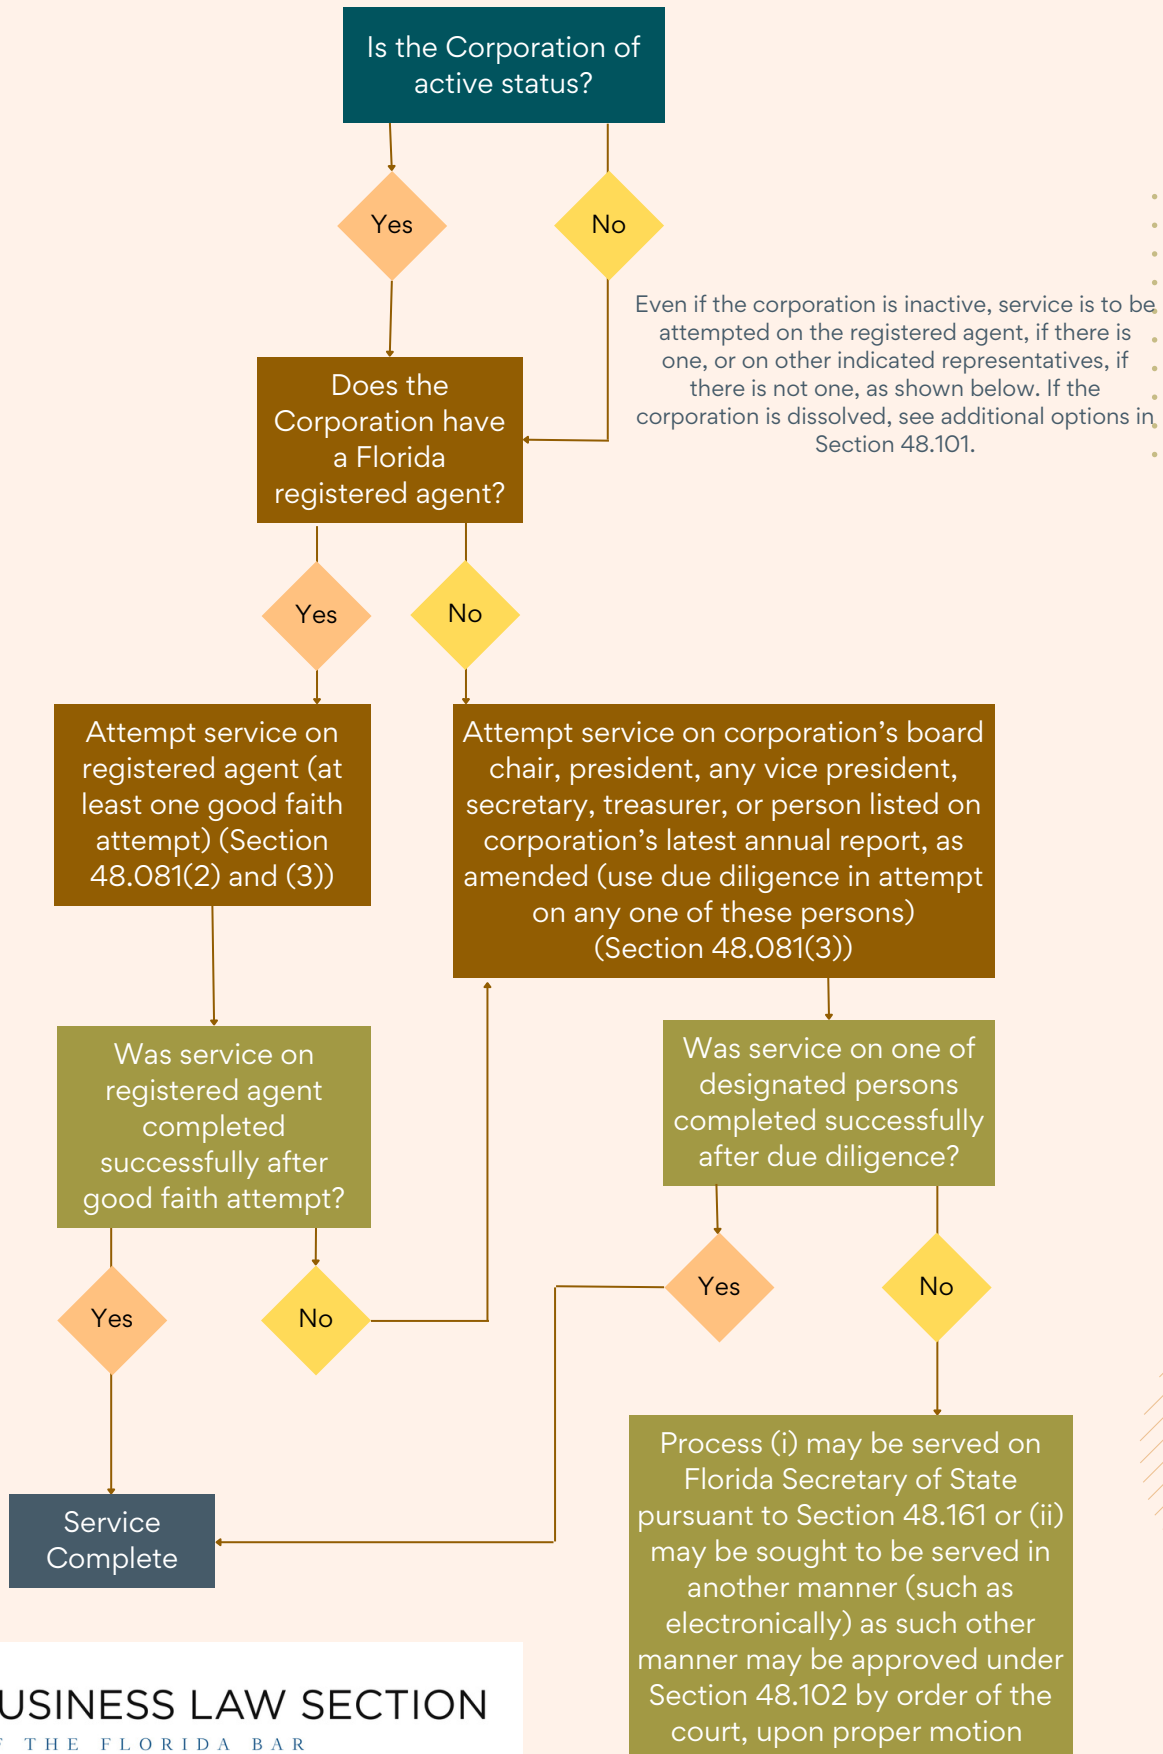 Is the Corporation of
active status?
Yes
No
Even if the corporation is inactive, service is to be
attempted on the registered agent, if there is
one, or on other indicated representatives, if
there is not one, as shown below. If the
corporation is dissolved, see additional options in
Section 48.101.
Does the
Corporation have
a Florida
registered agent?
Yes
No
Attempt service on
registered agent (at
least one good faith
attempt) (Section
48.081(2) and (3))
Attempt service on corporation’s board
chair, president, any vice president,
secretary, treasurer, or person listed on
corporation’s latest annual report, as
amended (use due diligence in attempt
on any one of these persons)
(Section 48.081(3))
Was service on
registered agent
completed
successfully after
good faith attempt?
Was service on one of
designated persons
completed successfully
after due diligence?
Yes
No
Yes
No
Service
Complete
Process (i) may be served on
Florida Secretary of State
pursuant to Section 48.161 or (ii)
may be sought to be served in
another manner (such as
electronically) as such other
manner may be approved under
Section 48.102 by order of the
court, upon proper motion
USINESS LAW SECTION
F THE FLORIDA BAR